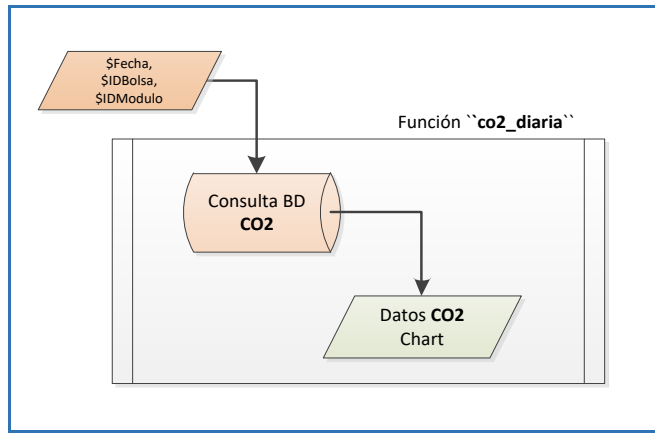 $Fecha,
$IDBolsa,
$IDModulo
Función ``co2_diaria``
Consulta BD
CO2
Datos CO2
Chart